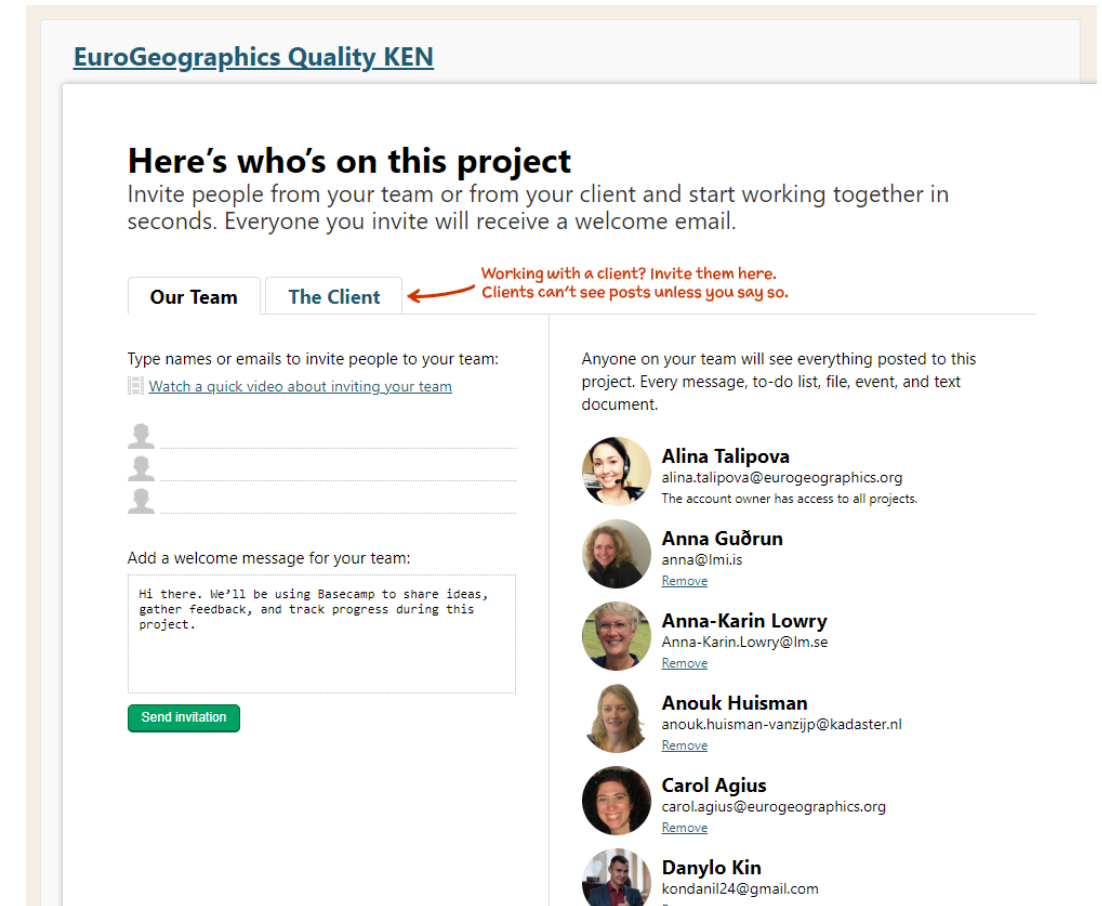 EuroGeographics Quality KEN
Here's who's on this project
Invite people from your team or from your client and start working together in
seconds. Everyone you invite will receive a welcome email.
Our Team
The Client
Working with a client? Invite them here.
Clients can't see posts unless you say so.
Type names or emails to invite people to your team:
Watch a quick video about inviting your team
Add a welcome message for your team:
Hi there. We'll be using Basecamp to share ideas,
gather feedback, and track progress during this
project.
Send invitation
Anyone on your team will see everything posted to this
project. Every message, to-do list, file, event, and text
document.
Alina Talipova
alina.talipova@eurogeographics.org
The account owner has access to all projects.
Anna Guðrun
anna@lmi.is
Remove
Anna-Karin Lowry
Anna-Karin.Lowry@lm.se
Remove
Anouk Huisman
anouk.huisman-vanzijp@kadaster.nl
Remove
Carol Agius
carol.agius@eurogeographics.org
Remove
Danylo Kin
kondanil24@gmail.com